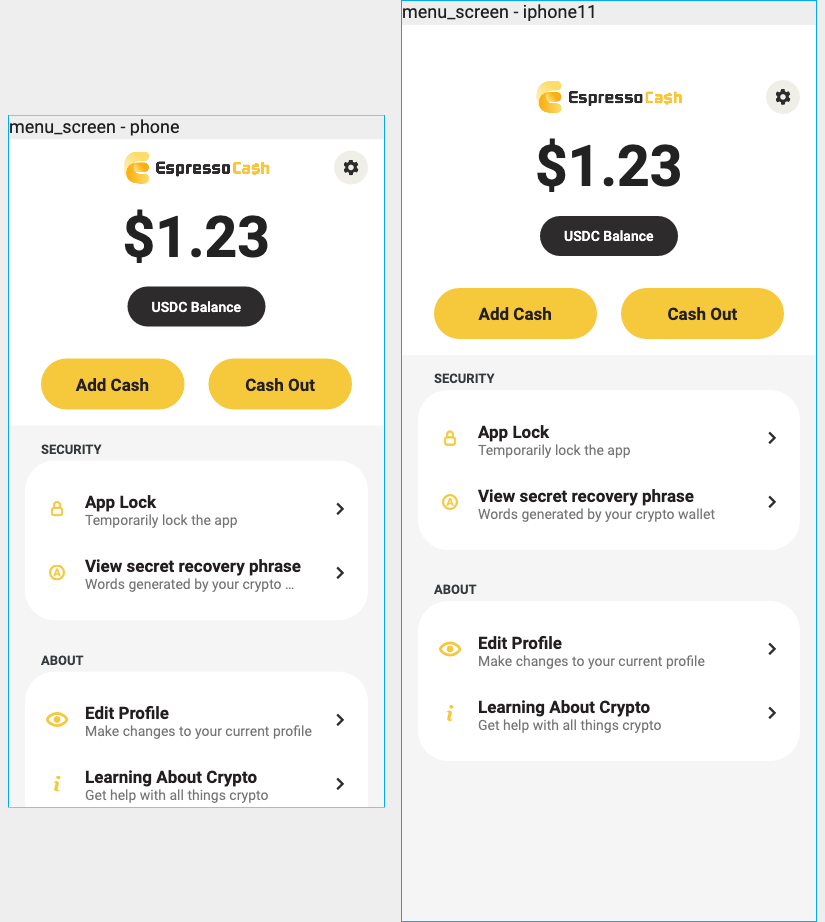 menu_screen - phone
EspressoCa$h
$1.23
USDC Balance
Add Cash
Cash Out
SECURITY
App Lock
Temporarily lock the app
View secret recovery phrase
Words generated by your crypto ...
ABOUT
Edit Profile
Make changes to your current profile
Learning About Crypto
Get help with all things crypto
menu_screen - iphone11
EspressoCa$h
$1.23
USDC Balance
Add Cash
Cash Out
SECURITY
App Lock
Temporarily lock the app
View secret recovery phrase
Words generated by your crypto wallet
ABOUT
Edit Profile
Make changes to your current profile
Learning About Crypto
Get help with all things crypto